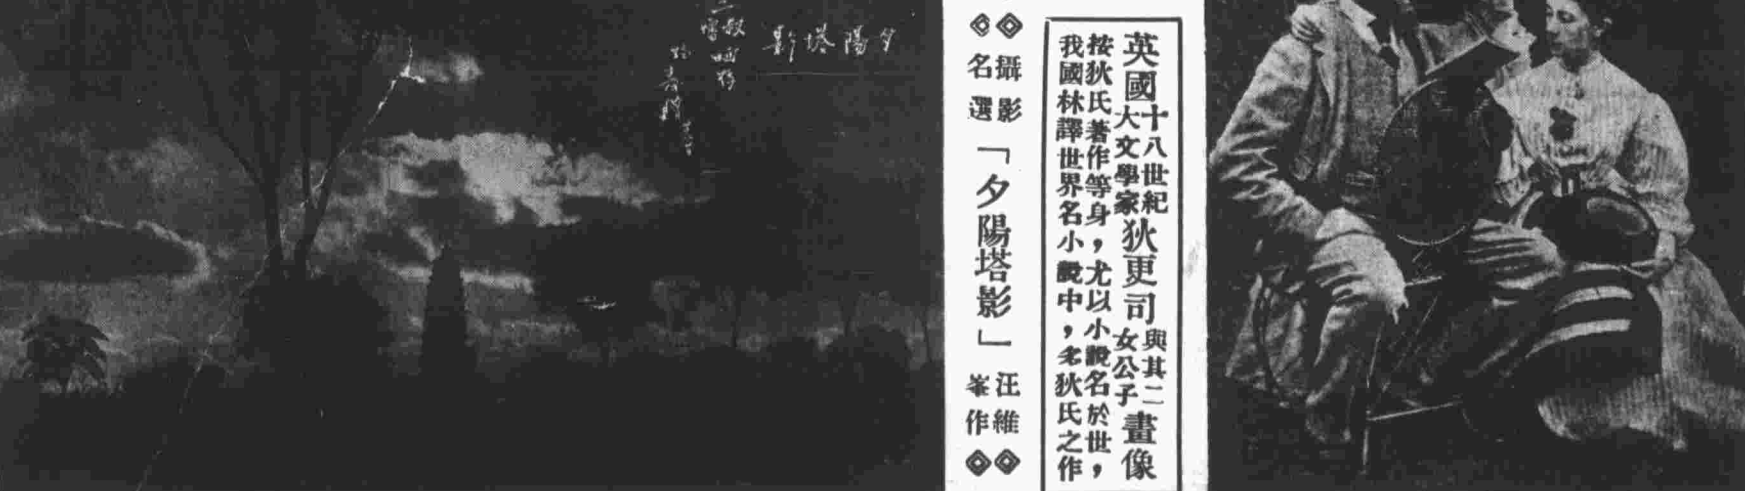 英國十八世紀大文學家狄更司與其二女公子畫像
按狄氏著作等身，尤以小說名於世，
我國林譯世界名小說中，多狄氏之作
攝影名選「夕陽塔影」汪維峯作
夕陽塔影